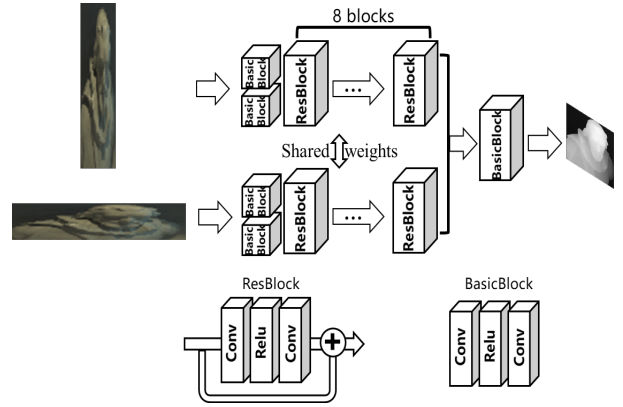 8 blocks
Basic
Block
Basic
Block
ResBlock
...
ResBlock
BasicBlock
Shared weights
Basic
Block
Basic
Block
ResBlock
...
ResBlock
ResBlock
BasicBlock
Conv
Relu
Conv
+
Conv
Relu
Conv